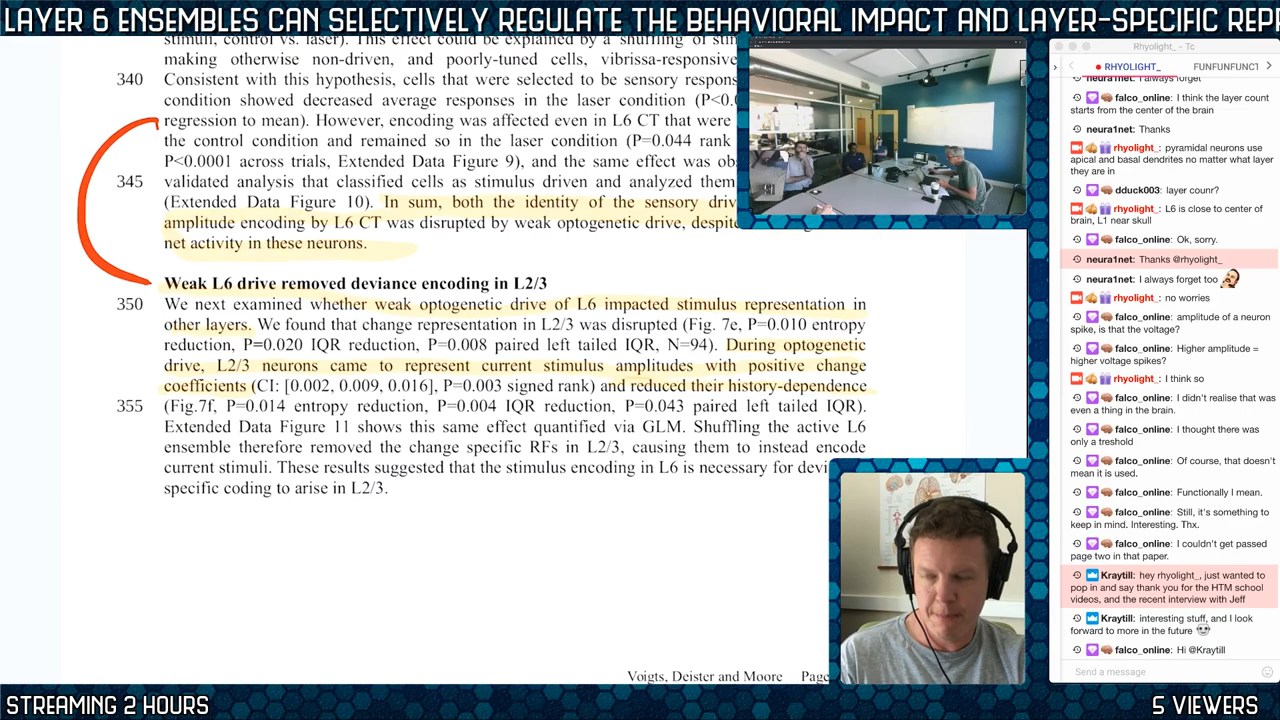 LAYER 6 ENSEMBLES CAN SELECTIVELY REGULATE THE BEHAVIORAL IMPACT AND LAYER-SPECIFIC REP
stimuli, control vs. laser). This effect could be explained by a shuffling of stim
making otherwise non-driven, and poorly-tuned cells, vibrissa-responsive
340 Consistent with this hypothesis, cells that were selected to be sensory respons
condition showed decreased average responses in the laser condition (P<0.0
regression to mean). However, encoding was affected even in L6 CT that were
the control condition and remained so in the laser condition (P=0.044 rank
P<0.0001 across trials, Extended Data Figure 9), and the same effect was obs
345 validated analysis that classified cells as stimulus driven and analyzed them
(Extended Data Figure 10). In sum, both the identity of the sensory driv
amplitude encoding by L6 CT was disrupted by weak optogenetic drive, despite
net activity in these neurons.
Weak L6 drive removed deviance encoding in L2/3
350 We next examined whether weak optogenetic drive of L6 impacted stimulus representation in
other layers. We found that change representation in L2/3 was disrupted (Fig. 7e, P=0.010 entropy
reduction, P=0.020 IQR reduction, P=0.008 paired left tailed IQR, N=94). During optogenetic
drive, L2/3 neurons came to represent current stimulus amplitudes with positive change
coefficients (CI: [0.002, 0.009, 0.016], P=0.003 signed rank) and reduced their history-dependence
355 (Fig.7f, P=0.014 entropy reduction, P=0.004 IQR reduction, P=0.043 paired left tailed IQR).
Extended Data Figure 11 shows this same effect quantified via GLM. Shuffling the active L6
ensemble therefore removed the change specific RFs in L2/3, causing them to instead encode
current stimuli. These results suggested that the stimulus encoding in L6 is necessary for devi
specific coding to arise in L2/3.
Voigts, Deister and Moore Page
Rhyolight_ - Tc
RHYOLIGHT_ FUNFUNFUNCT
neura1net: I always forget
falco_online: I think the layer count
starts from the center of the
brain
neura1net: Thanks
rhyolight_: pyramidal neurons use
apical and basal dendrites no matter what layer
they are in
dduck003: layer counr?
rhyolight_: L6 is close to center of
brain, L1 near skull
falco_online: Ok, sorry.
neura1net: Thanks @rhyolight_
neura1net: I always forget too
rhyolight_: no worries
falco_online: amplitude of a neuron
spike, is that the voltage?
falco_online: Higher amplitude =
higher voltage spikes?
rhyolight_: I think so
falco_online: I didn't realise that was
even a thing in the brain.
falco_online: I thought there was
only a treshold
falco_online: Of course, that doesn't
mean it is used.
falco_online: Functionally I mean.
falco_online: Still, it's something to
keep in mind. Interesting. Thx.
falco_online: I couldn't get passed
page two in that paper.
Kraytill: hey rhyolight_, just wanted to
pop in and say thank you for the HTM school
videos, and the recent interview with Jeff
Kraytill: interesting stuff, and I look
forward to more in the future
falco_online: Hi @Kraytill
Send a message
STREAMING 2 HOURS
5 VIEWERS